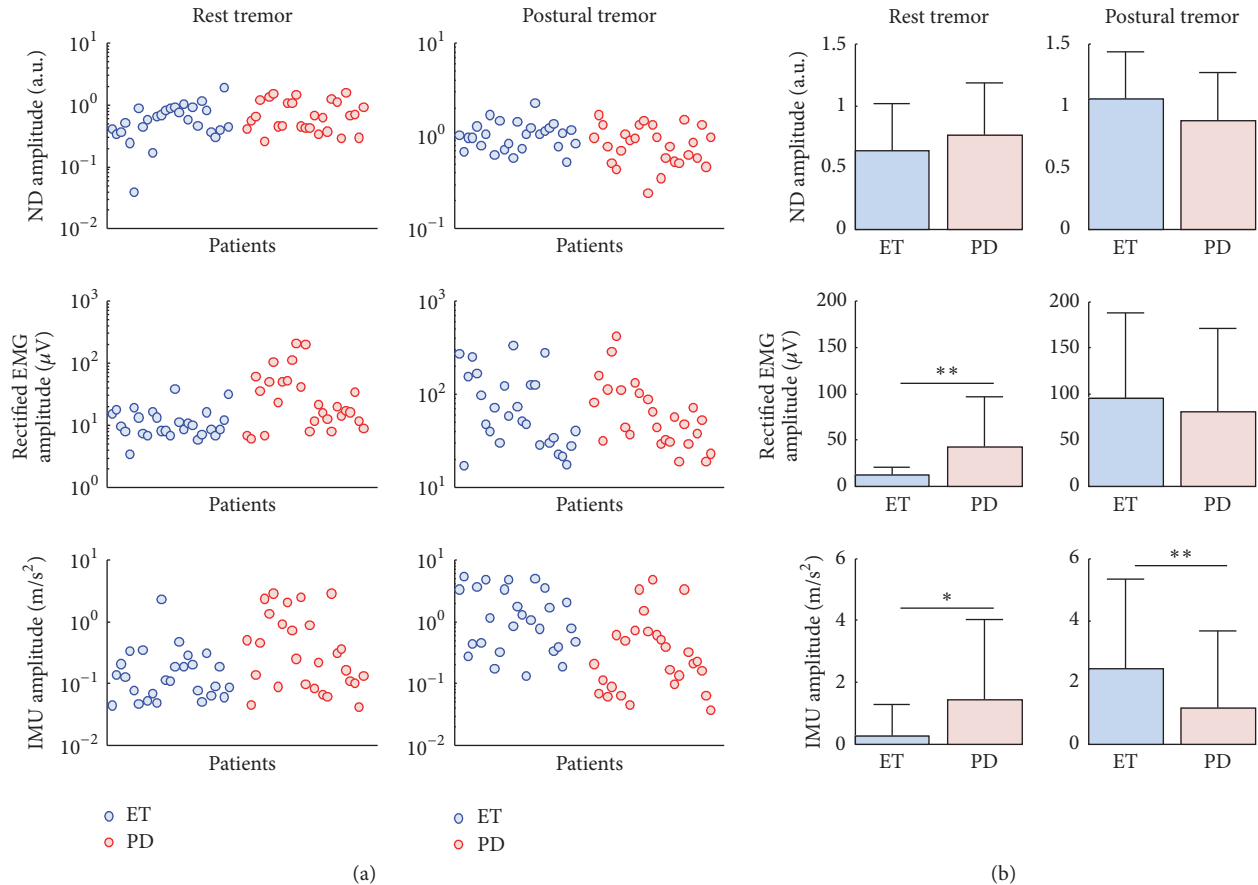 Rest tremor
Postural tremor
Rest tremor
Postural tremor
ND amplitude (a.u.)
10^1
10^0
10^-1
10^-2
Patients
10^1
10^0
10^-1
Patients
ND amplitude (a.u.)
1.5
1
0.5
0
ET PD
1.5
1
0.5
0
ET PD
Rectified EMG
amplitude (μV)
10^3
10^2
10^1
10^0
Patients
10^3
10^2
10^1
Patients
Rectified EMG
amplitude (μV)
200
150
100
50
0
**
ET PD
200
150
100
50
0
ET PD
IMU amplitude (m/s²)
10^1
10^0
10^-1
10^-2
Patients
10^1
10^0
10^-1
10^-2
Patients
IMU amplitude (m/s²)
6
4
2
0
*
ET PD
6
4
2
0
**
ET PD
ET
PD
ET
PD
(a)
(b)